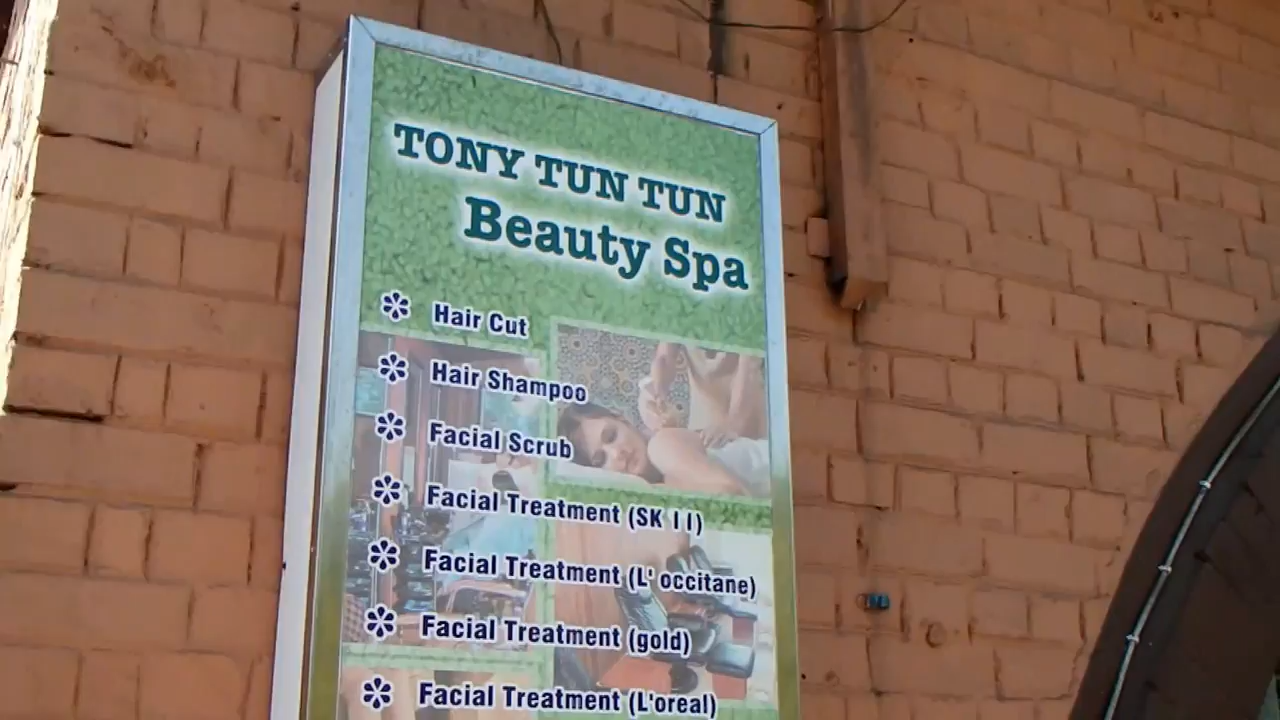 TONY TUN TUN
Beauty Spa
Hair Cut
Hair Shampoo
Facial Scrub
Facial Treatment (SK I I)
Facial Treatment (L' occitane)
Facial Treatment (gold)
Facial Treatment (L'oreal)